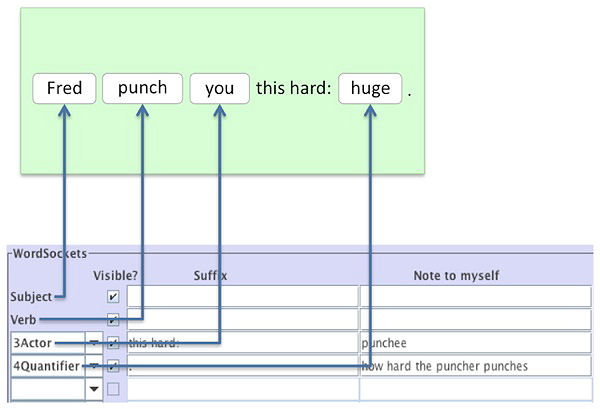 Fred punch you this hard: huge .
WordSockets
Visible? Suffix Note to myself
Subject
Verb
3Actor this hard: punchee
4Quantifier . how hard the puncher punches